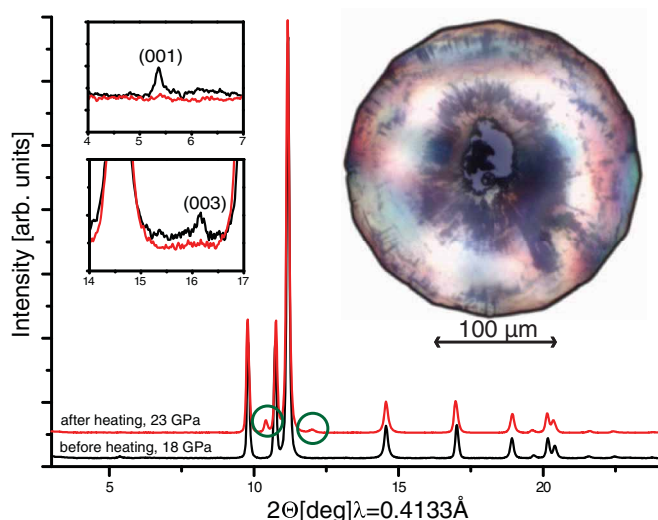 Intensity [arb. units]
(001)
4 5 6 7
(003)
14 15 16 17
100 µm
after heating, 23 GPa
before heating, 18 GPa
5 10 15 20
2Θ[deg]λ=0.4133Å